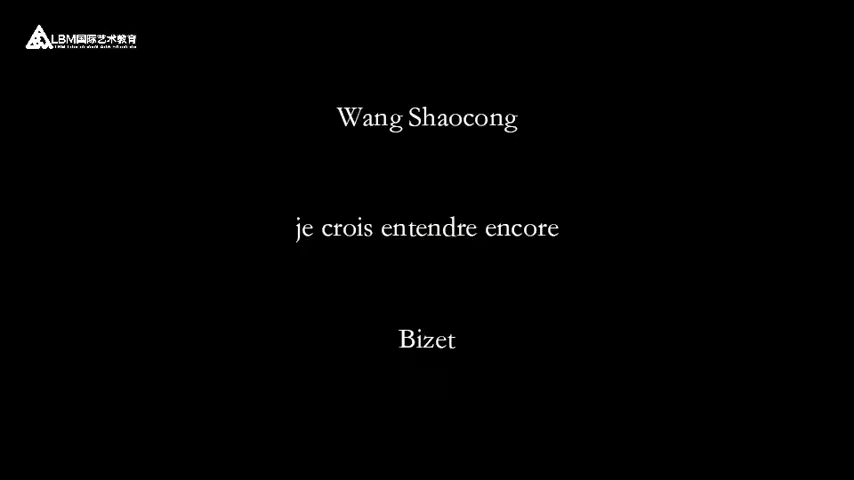 LBM国际艺术教育
Wang Shaocong
je crois entendre encore
Bizet